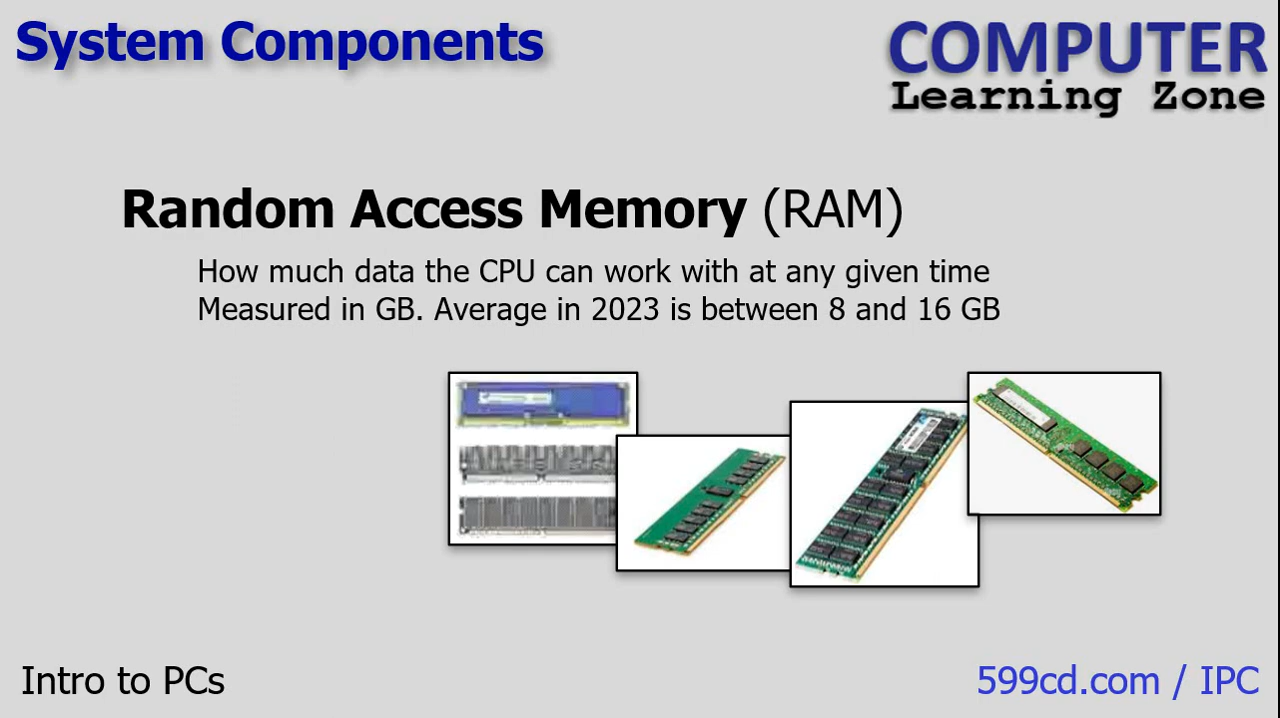 System Components
COMPUTER
Learning Zone
Random Access Memory (RAM)
How much data the CPU can work with at any given time
Measured in GB. Average in 2023 is between 8 and 16 GB
Intro to PCs
599cd.com / IPC